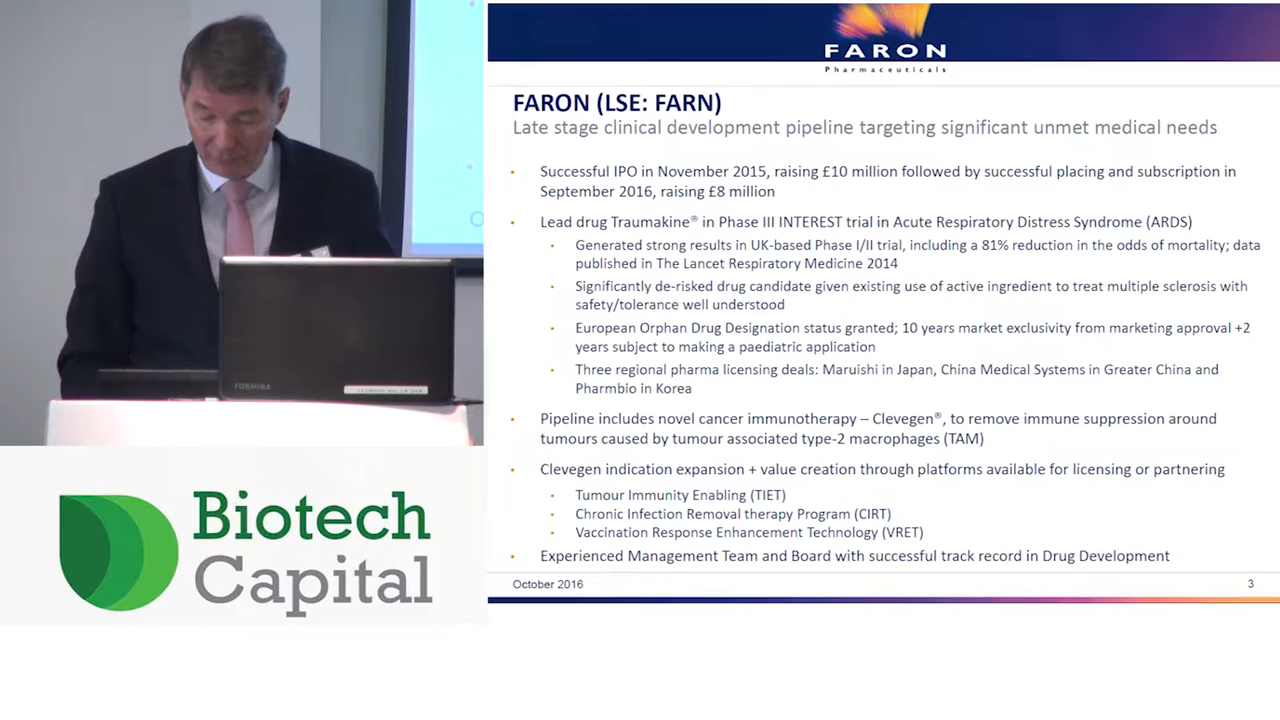 FARON
Pharmaceuticals
FARON (LSE: FARN)
Late stage clinical development pipeline targeting significant unmet medical needs
• Successful IPO in November 2015, raising £10 million followed by successful placing and subscription in
September 2016, raising £8 million
• Lead drug Traumakine® in Phase III INTEREST trial in Acute Respiratory Distress Syndrome (ARDS)
• Generated strong results in UK-based Phase I/II trial, including a 81% reduction in the odds of mortality; data
published in The Lancet Respiratory Medicine 2014
• Significantly de-risked drug candidate given existing use of active ingredient to treat multiple sclerosis with
safety/tolerance well understood
• European Orphan Drug Designation status granted; 10 years market exclusivity from marketing approval +2
years subject to making a paediatric application
• Three regional pharma licensing deals: Maruishi in Japan, China Medical Systems in Greater China and
Pharmbio in Korea
• Pipeline includes novel cancer immunotherapy – Clevegen®, to remove immune suppression around
tumours caused by tumour associated type-2 macrophages (TAM)
• Clevegen indication expansion + value creation through platforms available for licensing or partnering
• Tumour Immunity Enabling (TIET)
• Chronic Infection Removal therapy Program (CIRT)
• Vaccination Response Enhancement Technology (VRET)
• Experienced Management Team and Board with successful track record in Drug Development
October 2016
3
TOSHIBA
Biotech
Capital